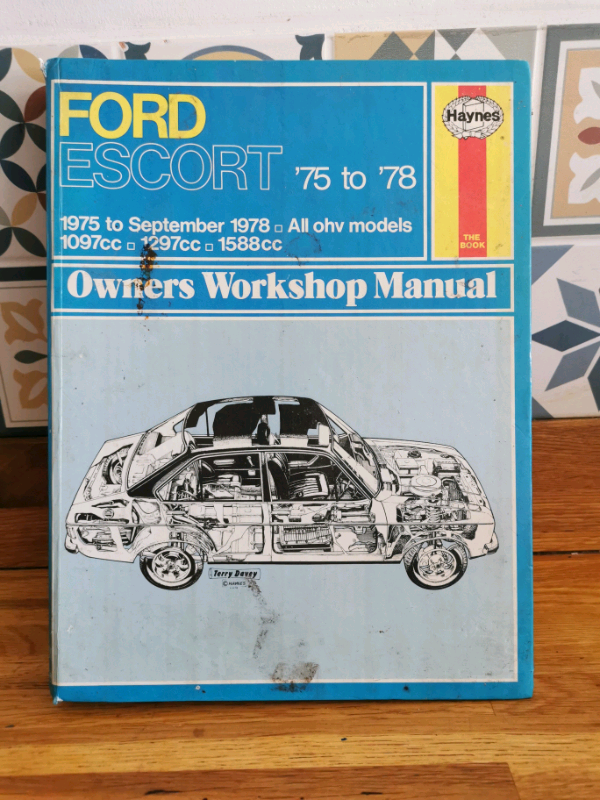 FORD
ESCORT '75 to '78
Haynes
1975 to September 1978 □ All ohv models
1097cc □ 1297cc □ 1588cc
THE
BOOK
Owners Workshop Manual
Terry Davey
© HAYNES